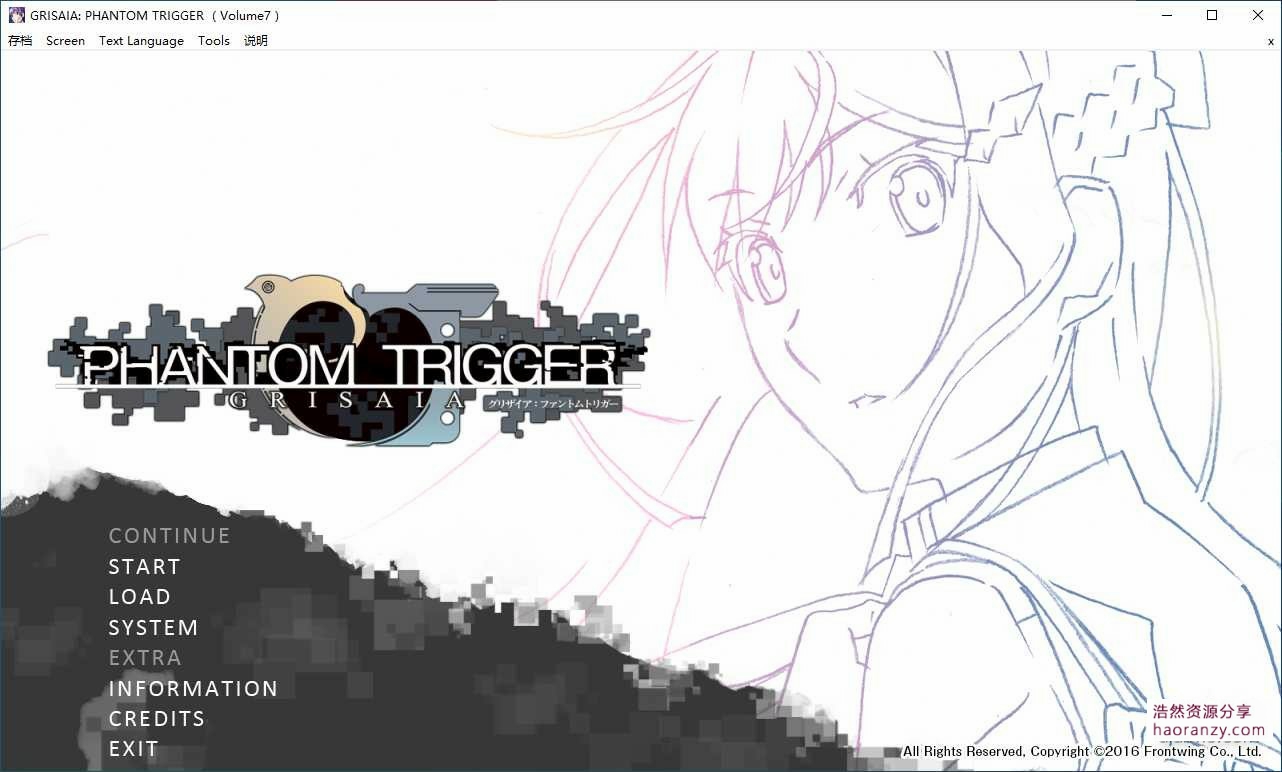 GRISAIA: PHANTOM TRIGGER ( Volume7 )
存档 Screen Text Language Tools 说明 x
PHANTOM TRIGGER
GRISAIA グリザイア：ファントムトリガー
CONTINUE
START
LOAD
SYSTEM
EXTRA
INFORMATION
CREDITS
EXIT
浩然资源分享
haoranzy.com
All Rights Reserved, Copyright ©2016 Frontwing Co., Ltd.